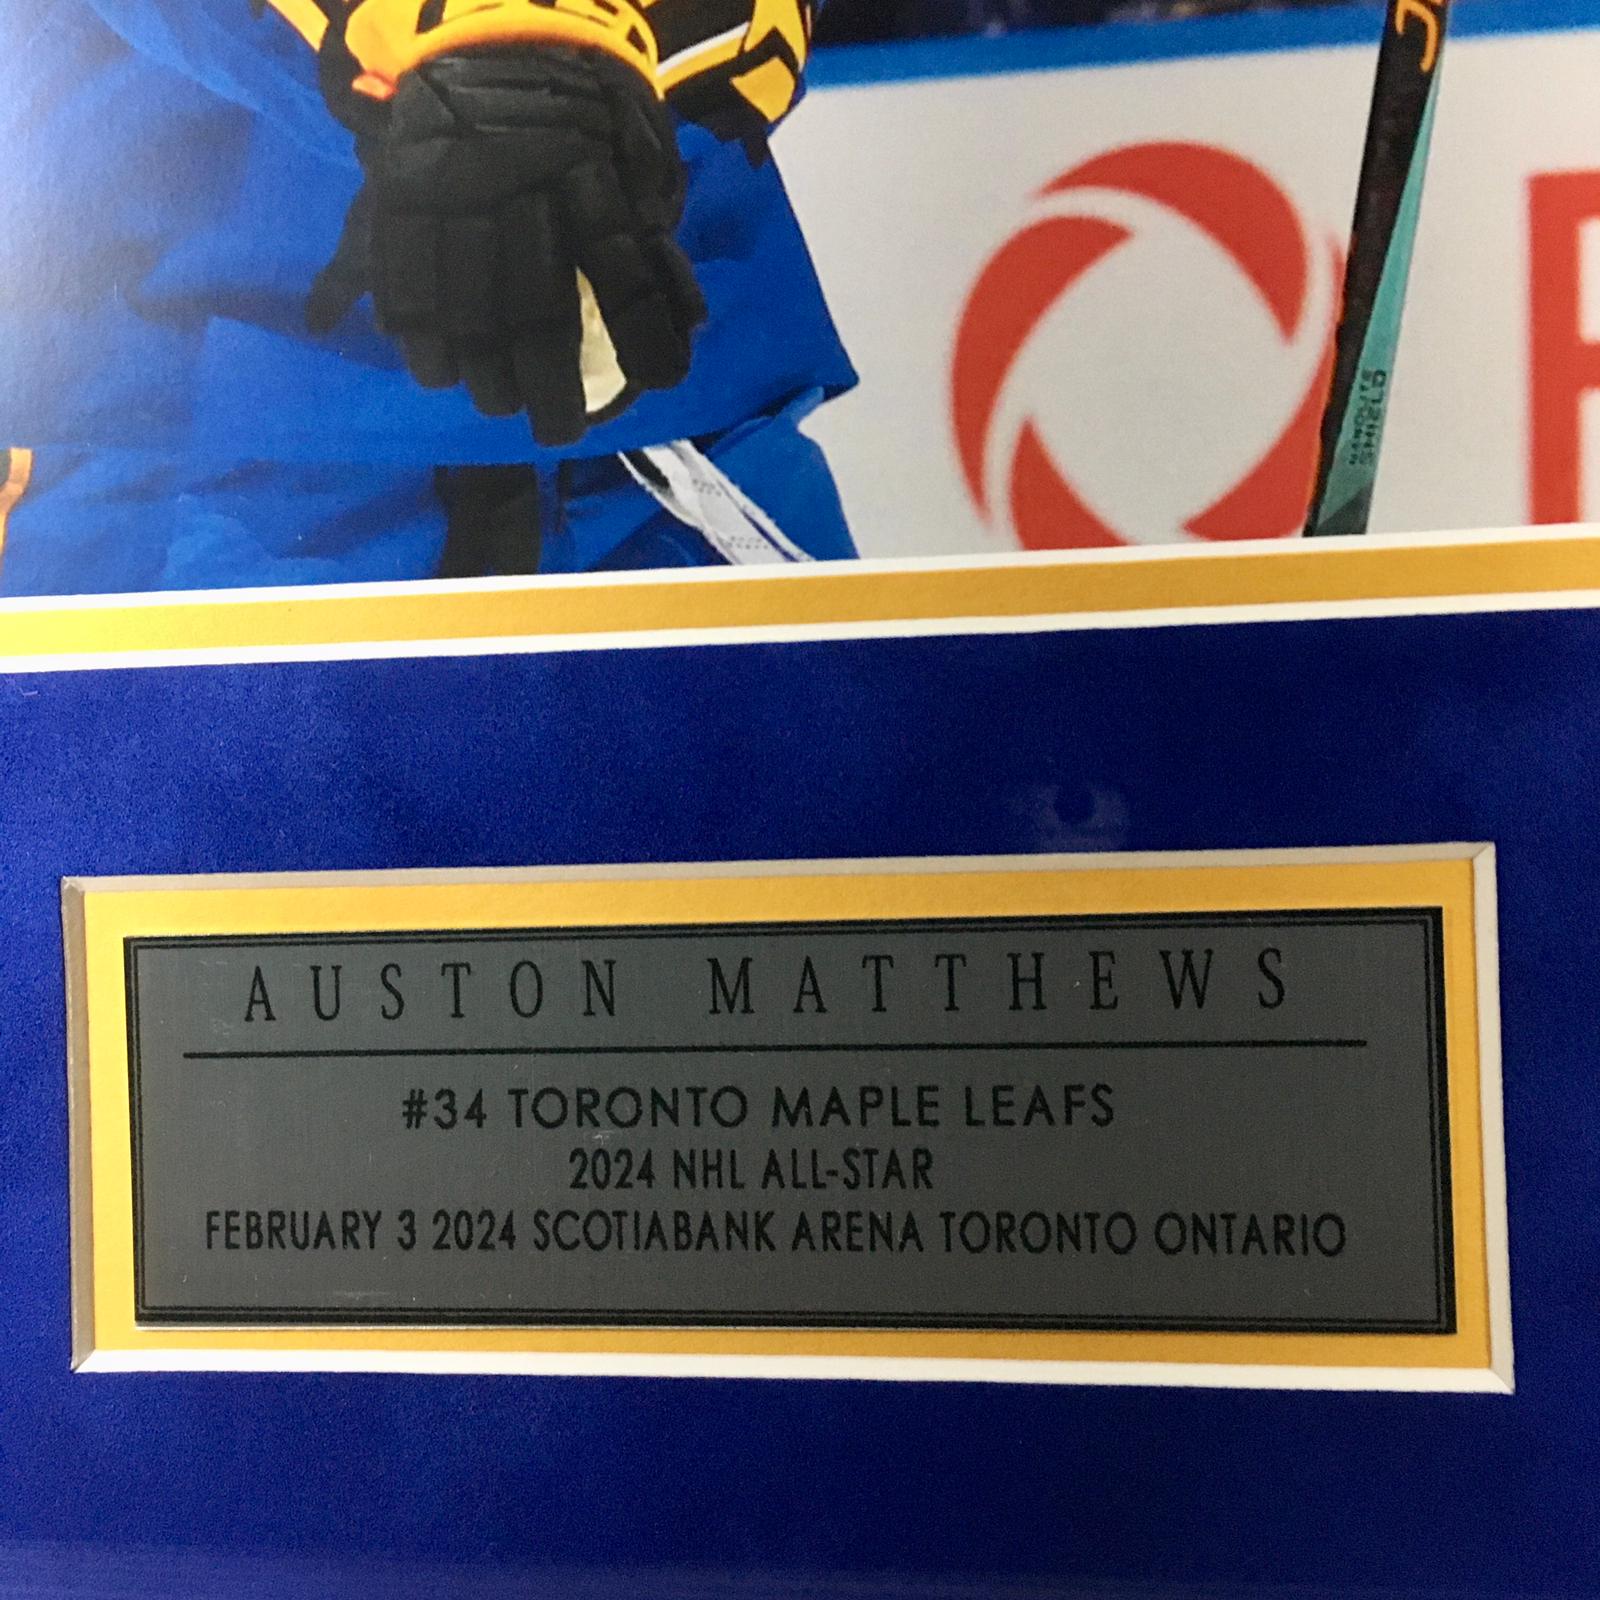 AUSTON MATTHEWS
#34 TORONTO MAPLE LEAFS
2024 NHL ALL-STAR
FEBRUARY 3 2024 SCOTIABANK ARENA TORONTO ONTARIO